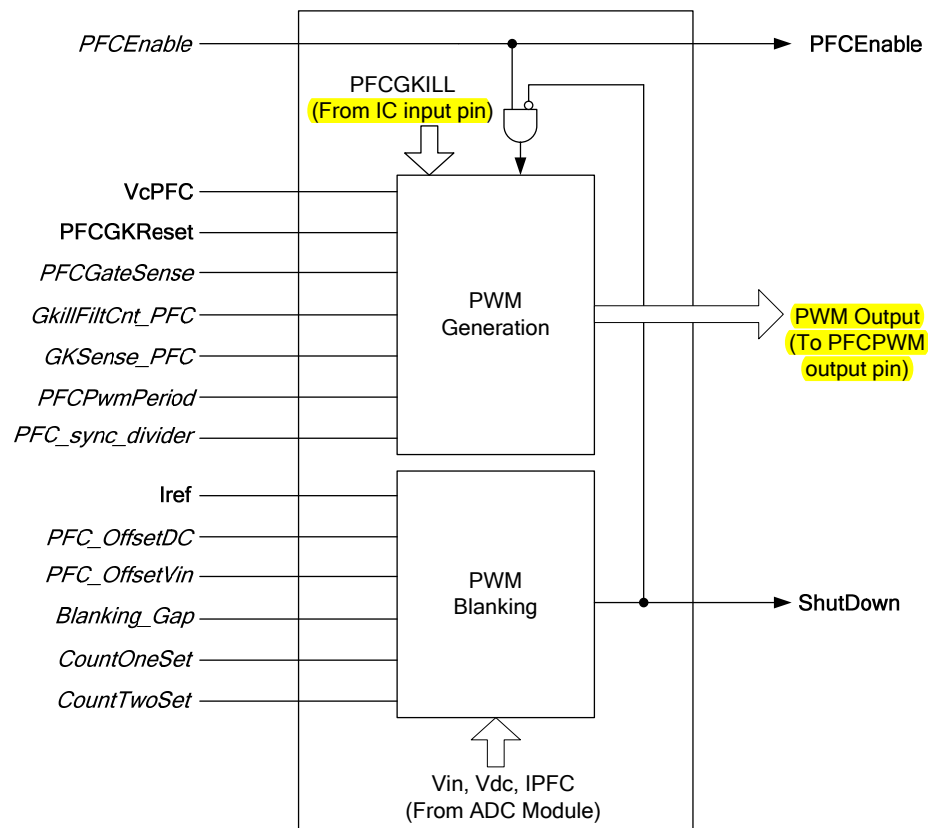 PFCEnable
PFCEnable
PFCGKILL
(From IC input pin)
VcPFC
PFCGKReset
PFCGateSense
GkillFiltCnt_PFC
GKSense_PFC
PFCPwmPeriod
PFC_sync_divider
PWM
Generation
PWM Output
(To PFCPWM
output pin)
Iref
PFC_OffsetDC
PFC_OffsetVin
Blanking_Gap
CountOneSet
CountTwoSet
PWM
Blanking
ShutDown
Vin, Vdc, IPFC
(From ADC Module)